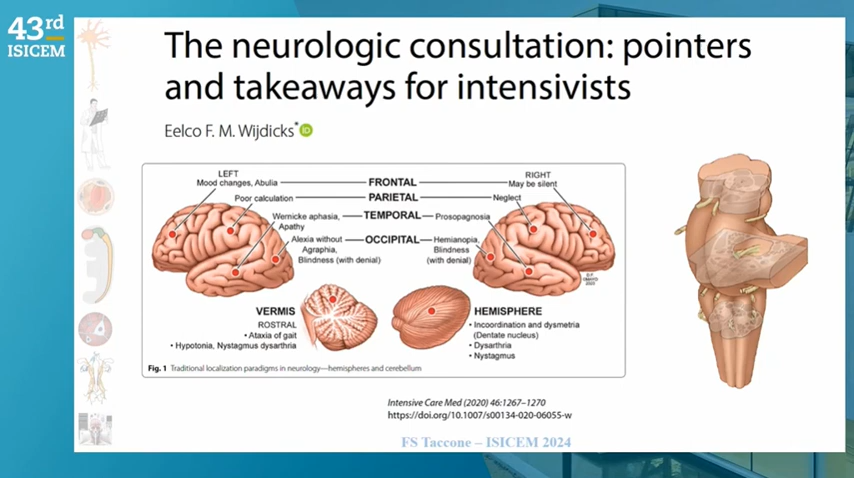 43rd
ISICEM
The neurologic consultation: pointers
and takeaways for intensivists
Eelco F. M. Wijdicks* iD
LEFT
Mood changes, Abulia
FRONTAL
RIGHT
May be silent
Poor calculation
PARIETAL
Neglect
Wernicke aphasia,
Apathy
TEMPORAL
Prosopagnosia
Alexia without
Agraphia,
Blindness (with denial)
OCCIPITAL
Hemianopia,
Blindness
(with denial)
VERMIS
ROSTRAL
• Ataxia of gait
• Hypotonia, Nystagmus dysarthria
HEMISPHERE
• Incoordination and dysmetria
(Dentate nucleus)
• Dysarthria
• Nystagmus
Fig. 1 Traditional localization paradigms in neurology—hemispheres and cerebellum
Intensive Care Med (2020) 46:1267–1270
https://doi.org/10.1007/s00134-020-06055-w
FS Taccone – ISICEM 2024